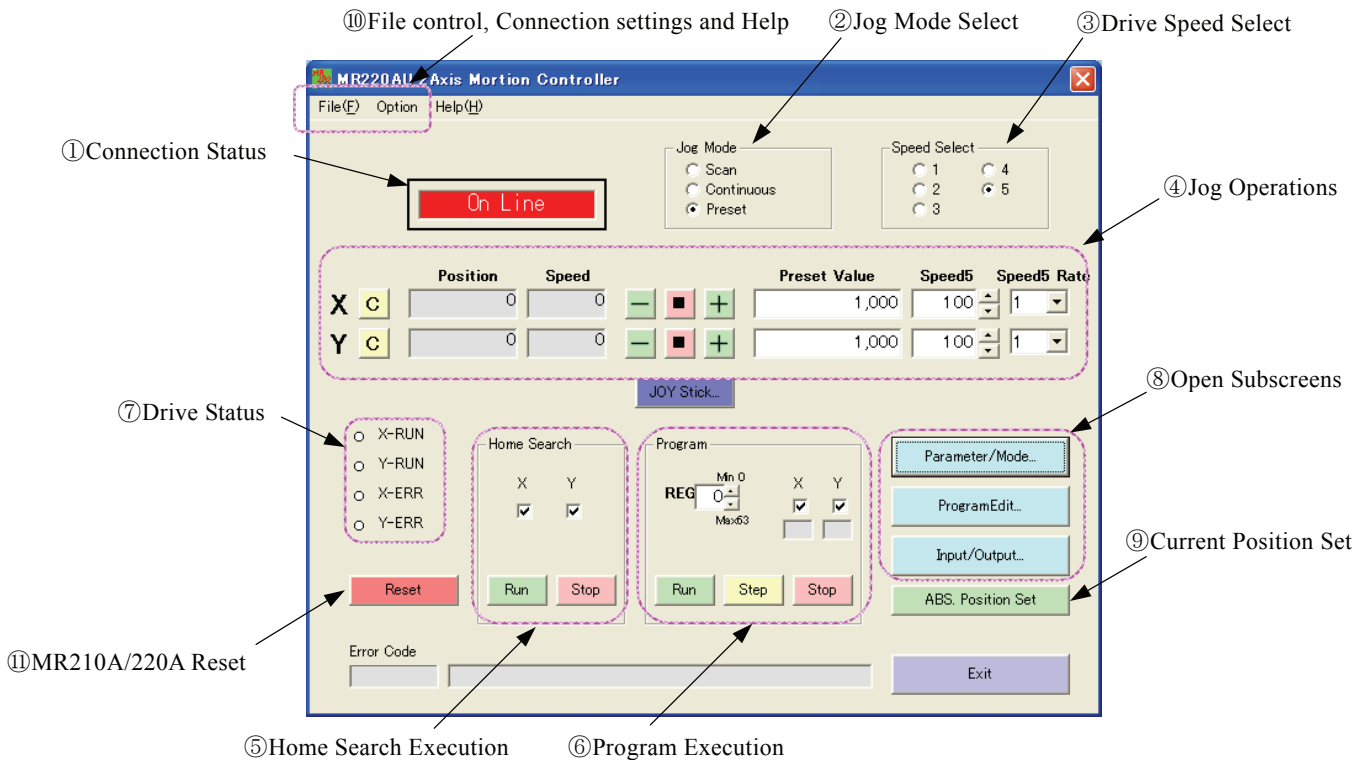 ⑩File control, Connection settings and Help
②Jog Mode Select
③Drive Speed Select
MR220AU 2Axis Mortion Controller
File(F) Option Help(H)
①Connection Status
On Line
Jog Mode
Scan
Continuous
Preset
Speed Select
1 4
2 5
3
④Jog Operations
Position Speed Preset Value Speed5 Speed5 Rate
X C 0 0 − ■ + 1,000 100 1
Y C 0 0 − ■ + 1,000 100 1
JOY Stick...
⑧Open Subscreens
⑦Drive Status
X-RUN
Y-RUN
X-ERR
Y-ERR
Home Search
X Y
Run Stop
Program
REG 0
Min 0
Max63
X Y
Run Step Stop
Parameter/Mode...
ProgramEdit...
Input/Output...
⑨Current Position Set
ABS. Position Set
Reset
⑪MR210A/220A Reset
Error Code
Exit
⑤Home Search Execution
⑥Program Execution